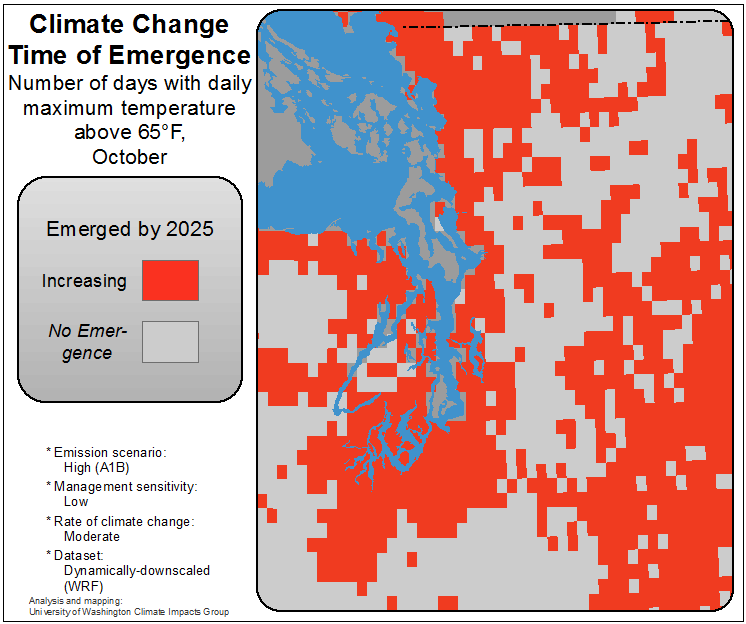 Climate Change
Time of Emergence
Number of days with daily
maximum temperature
above 65°F,
October
Emerged by 2025
Increasing
No Emer-
gence
* Emission scenario:
High (A1B)
* Management sensitivity:
Low
* Rate of climate change:
Moderate
* Dataset:
Dynamically-downscaled
(WRF)
Analysis and mapping:
University of Washington Climate Impacts Group